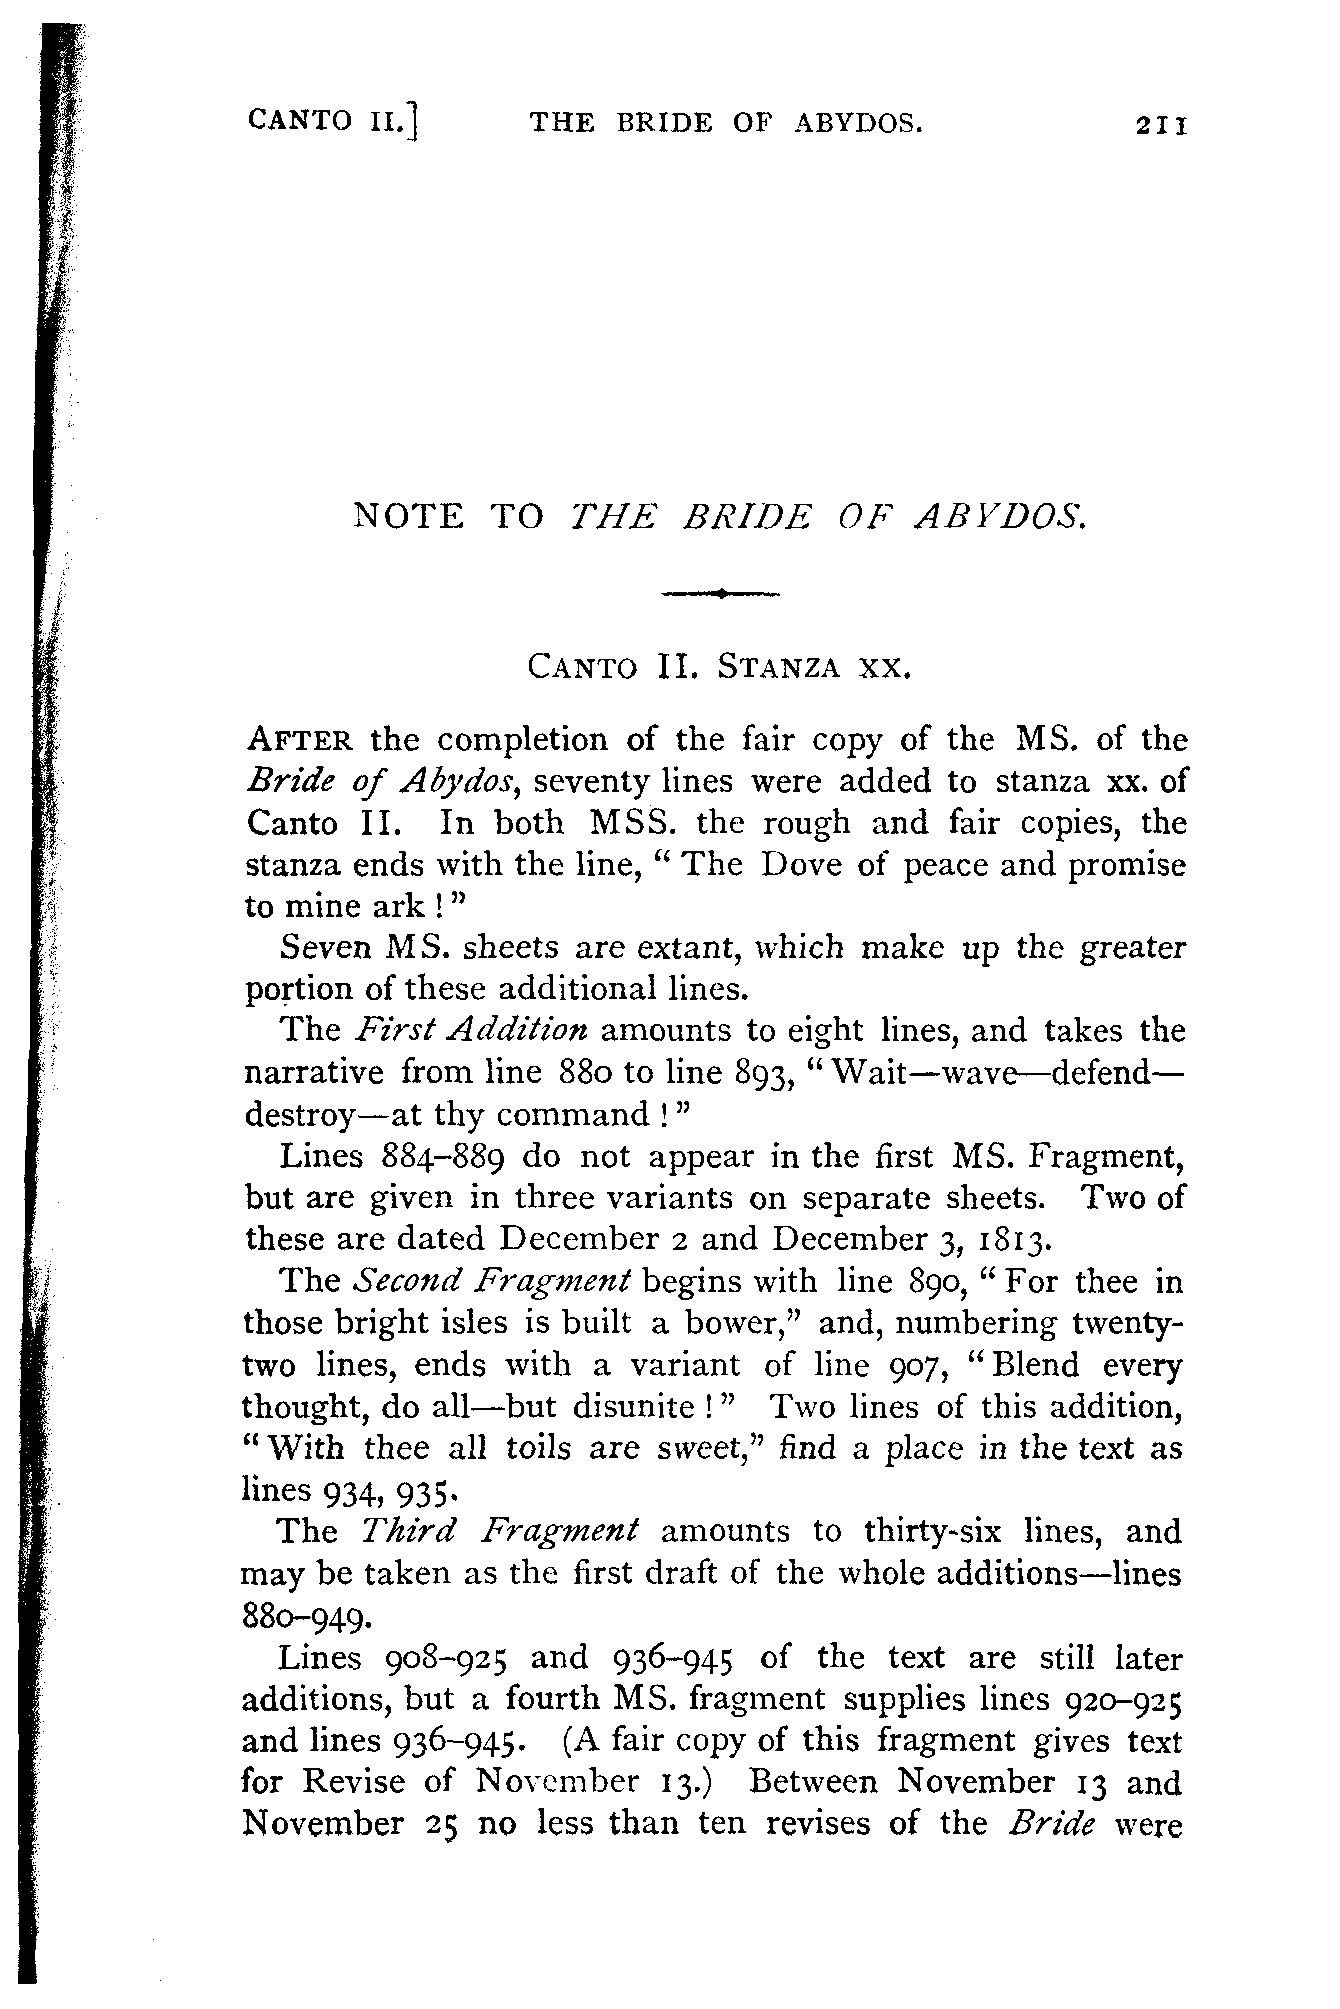 CANTO II.] THE BRIDE OF ABYDOS. 211
NOTE TO THE BRIDE OF ABYDOS.
CANTO II. STANZA XX.
AFTER the completion of the fair copy of the MS. of the
Bride of Abydos, seventy lines were added to stanza xx. of
Canto II. In both MSS. the rough and fair copies, the
stanza ends with the line, “ The Dove of peace and promise
to mine ark ! ”
Seven MS. sheets are extant, which make up the greater
portion of these additional lines.
The First Addition amounts to eight lines, and takes the
narrative from line 880 to line 893, “ Wait—wave—defend—
destroy—at thy command ! ”
Lines 884–889 do not appear in the first MS. Fragment,
but are given in three variants on separate sheets. Two of
these are dated December 2 and December 3, 1813.
The Second Fragment begins with line 890, “ For thee in
those bright isles is built a bower,” and, numbering twenty-
two lines, ends with a variant of line 907, “ Blend every
thought, do all—but disunite ! ” Two lines of this addition,
“ With thee all toils are sweet,” find a place in the text as
lines 934, 935.
The Third Fragment amounts to thirty-six lines, and
may be taken as the first draft of the whole additions—lines
880–949.
Lines 908–925 and 936–945 of the text are still later
additions, but a fourth MS. fragment supplies lines 920–925
and lines 936–945. (A fair copy of this fragment gives text
for Revise of November 13.) Between November 13 and
November 25 no less than ten revises of the Bride were